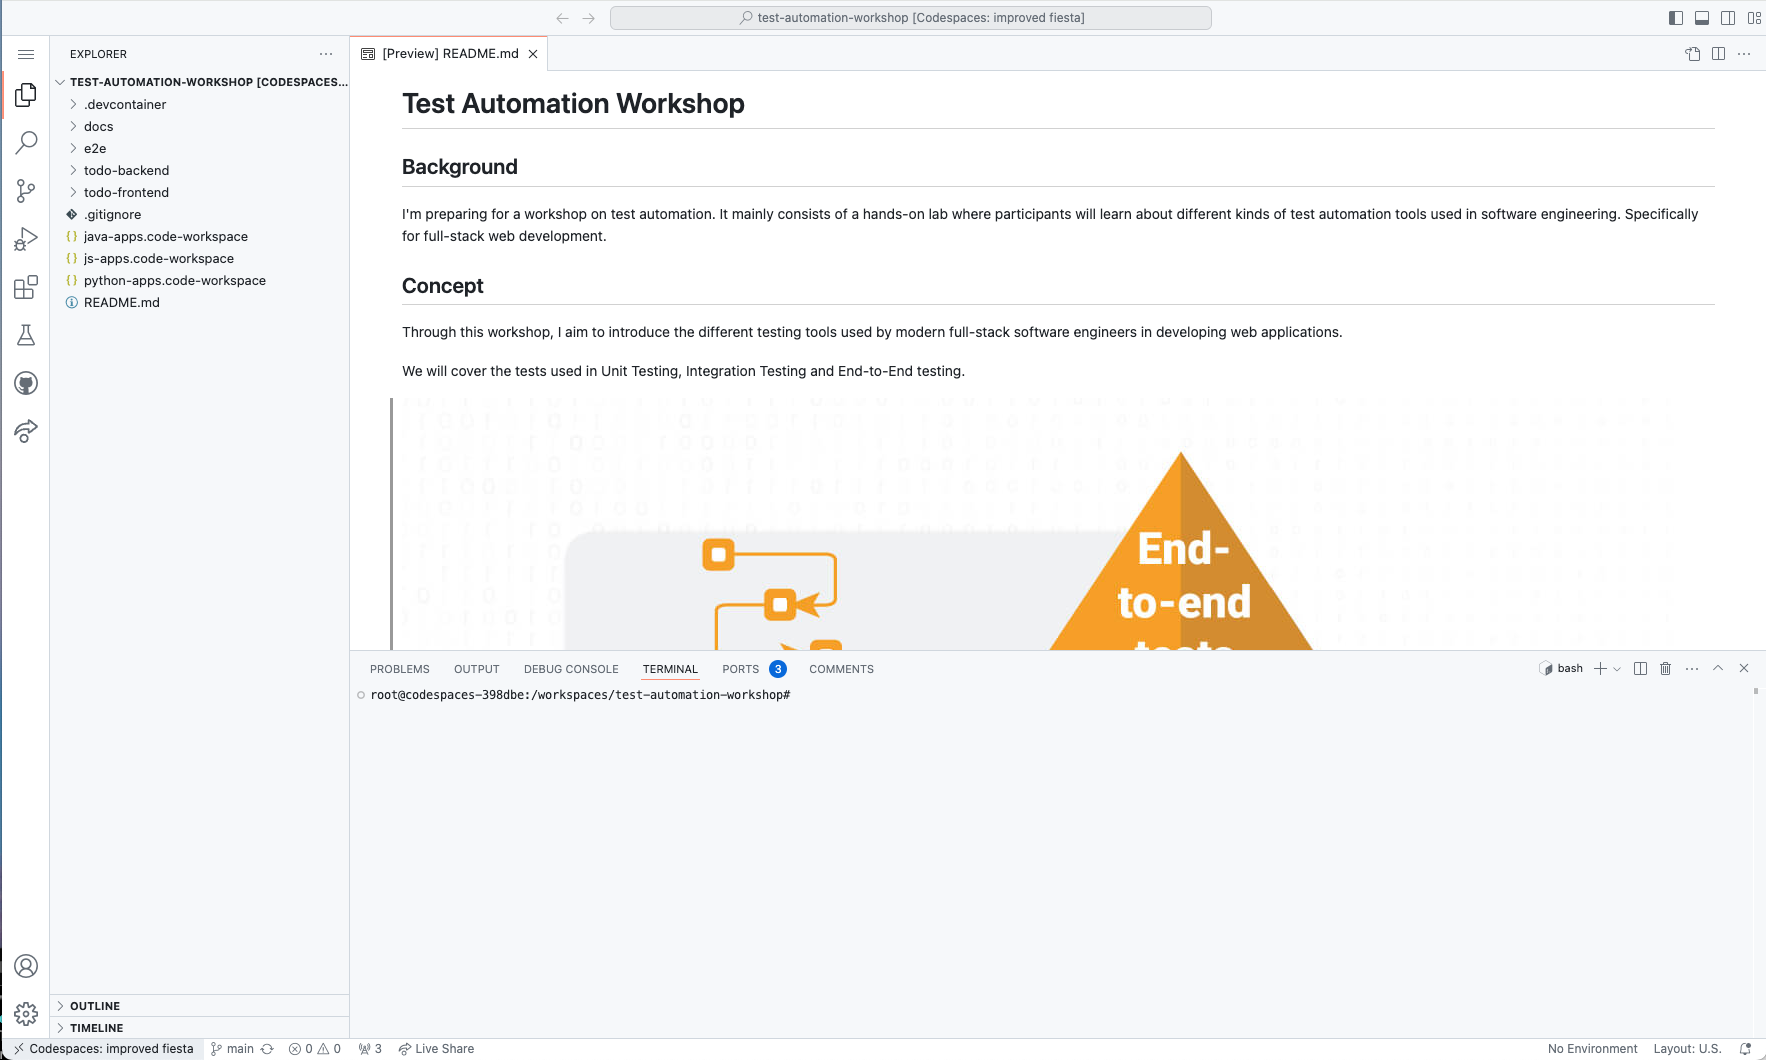 test-automation-workshop [Codespaces: improved fiesta]
EXPLORER
TEST-AUTOMATION-WORKSHOP [CODESPACES...
.devcontainer
docs
e2e
todo-backend
todo-frontend
.gitignore
java-apps.code-workspace
js-apps.code-workspace
python-apps.code-workspace
README.md
OUTLINE
TIMELINE
[Preview] README.md
Test Automation Workshop
Background
I'm preparing for a workshop on test automation. It mainly consists of a hands-on lab where participants will learn about different kinds of test automation tools used in software engineering. Specifically
for full-stack web development.
Concept
Through this workshop, I aim to introduce the different testing tools used by modern full-stack software engineers in developing web applications.
We will cover the tests used in Unit Testing, Integration Testing and End-to-End testing.
End-
to-end
tests
PROBLEMS OUTPUT DEBUG CONSOLE TERMINAL PORTS 3 COMMENTS
bash
root@codespaces-398dbe:/workspaces/test-automation-workshop#
Codespaces: improved fiesta main 0 0 3 Live Share No Environment Layout: U.S.